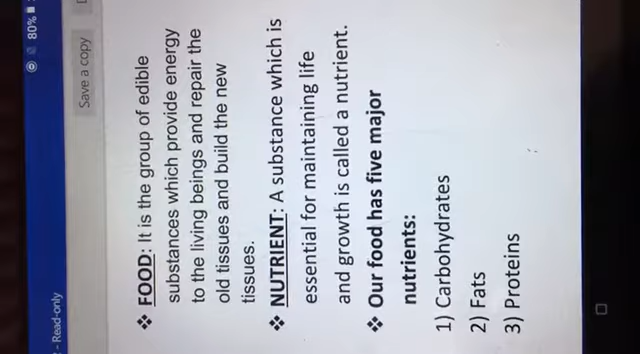 80%
- Read-only
Save a copy
❖ FOOD: It is the group of edible
substances which provide energy
to the living beings and repair the
old tissues and build the new
tissues.
❖ NUTRIENT: A substance which is
essential for maintaining life
and growth is called a nutrient.
❖ Our food has five major
nutrients:
1) Carbohydrates
2) Fats
3) Proteins